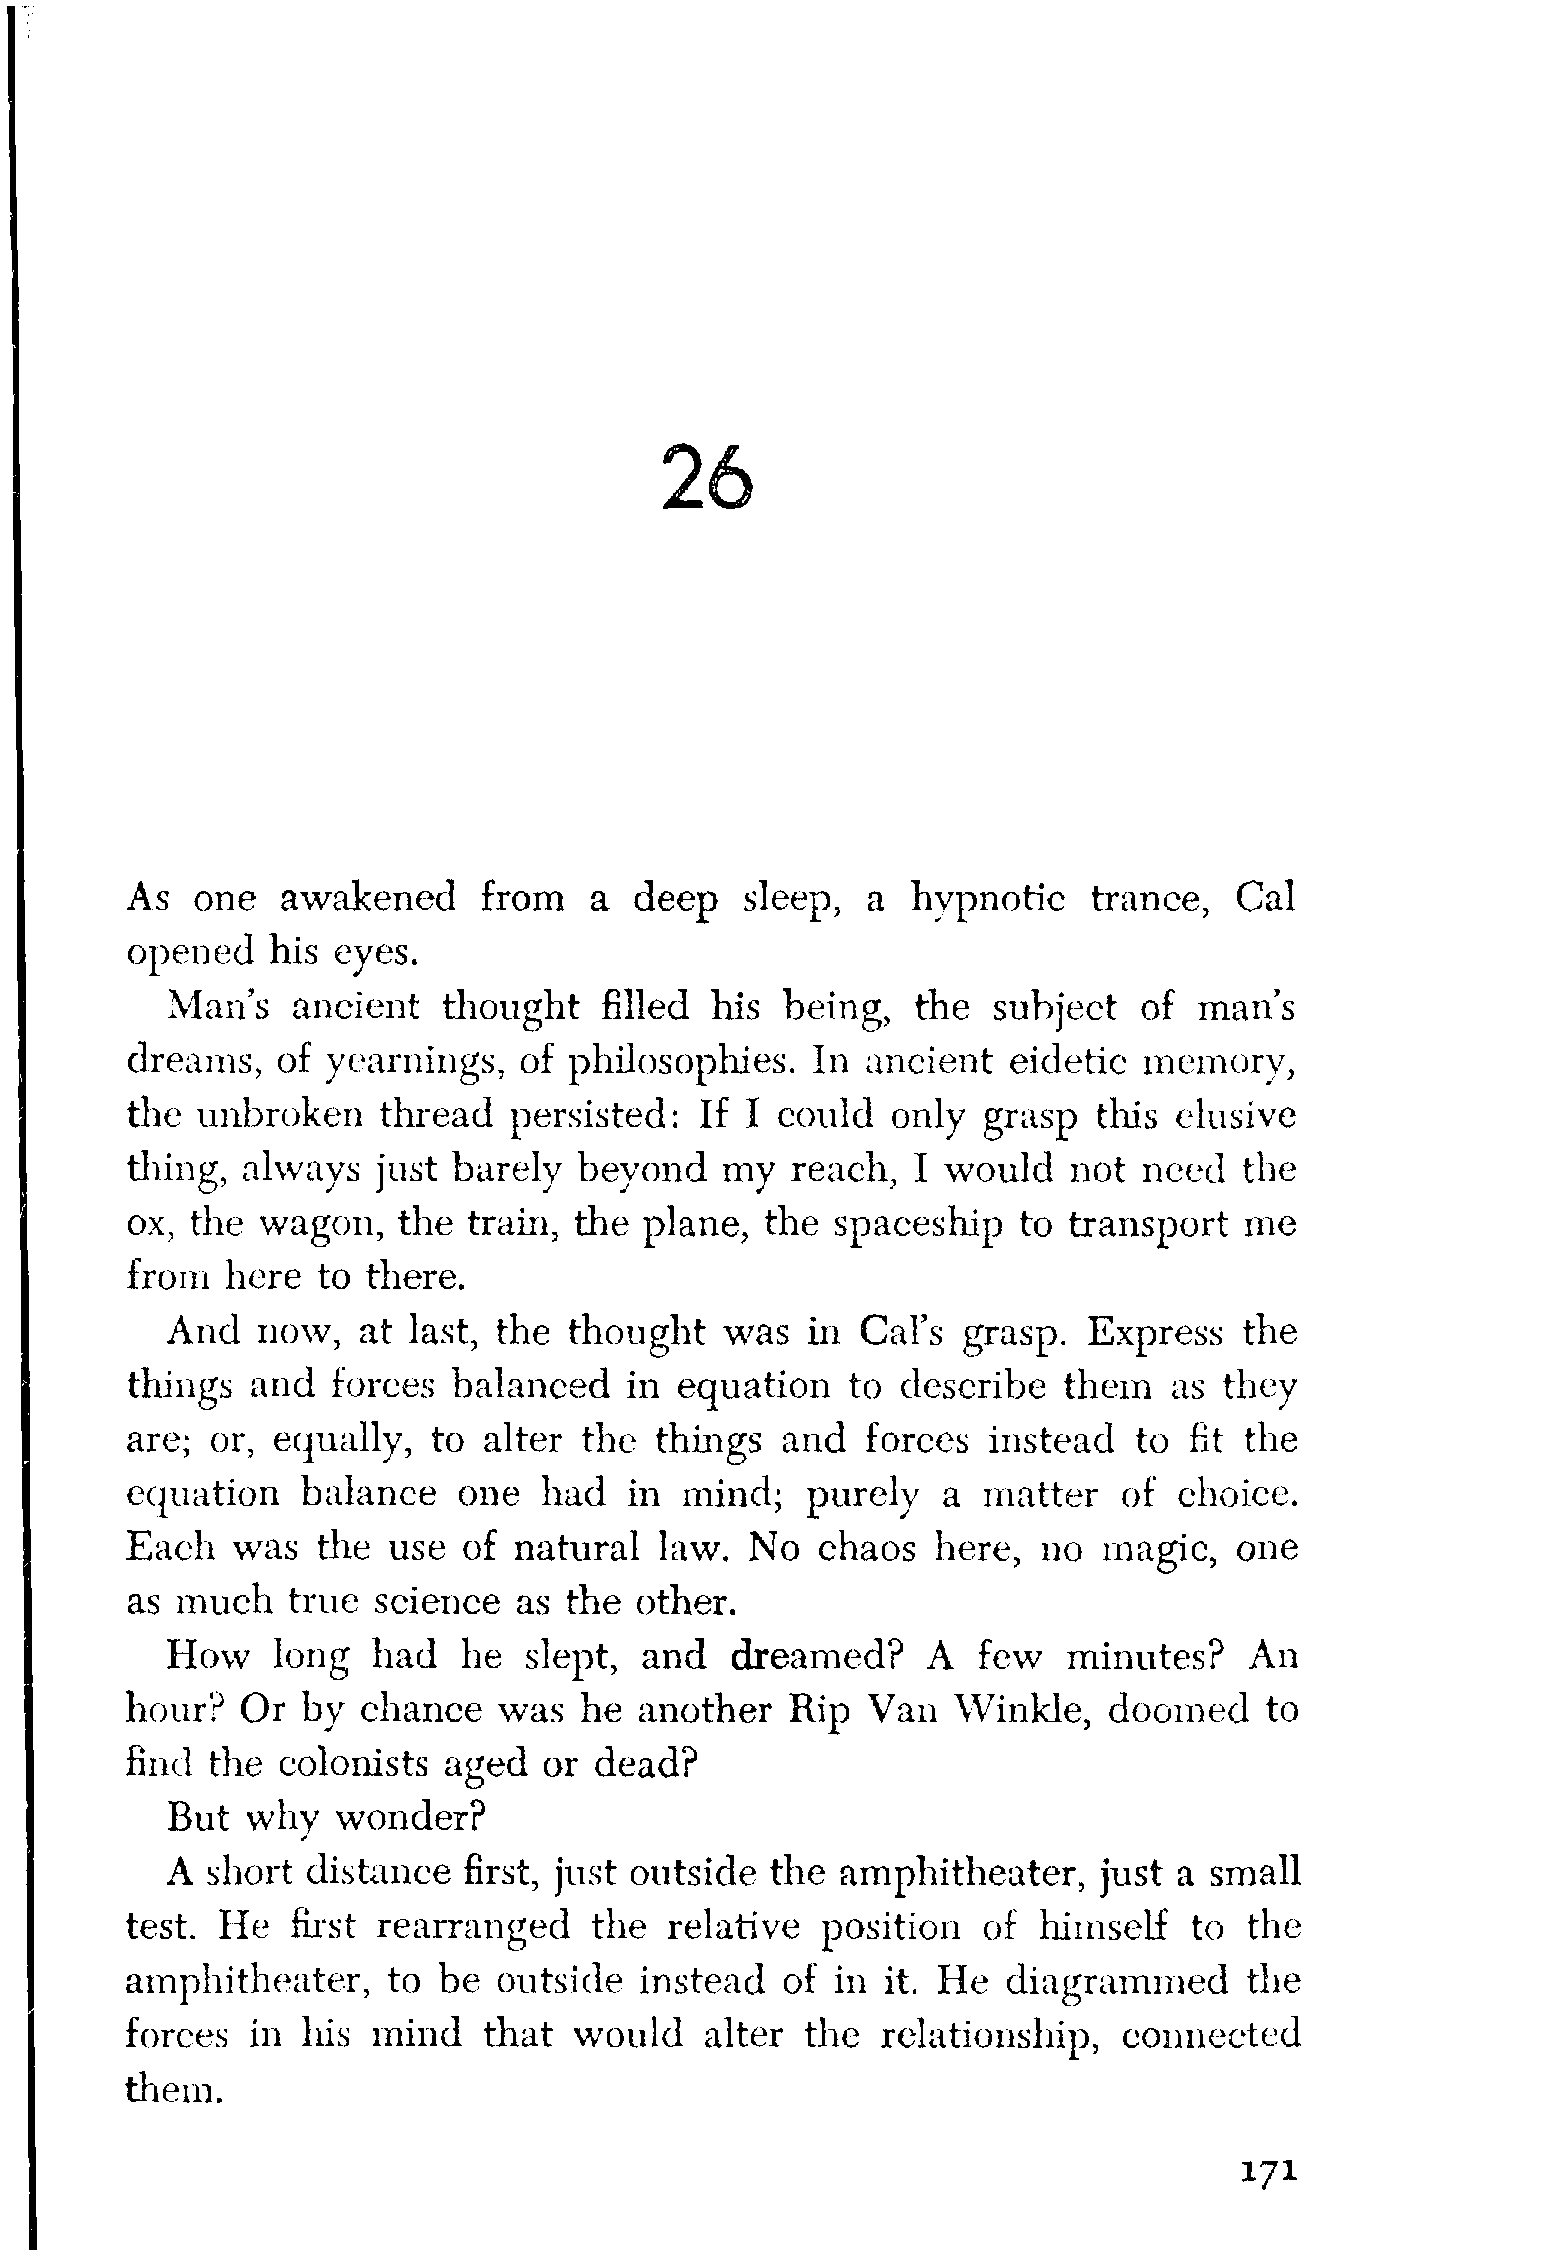 26
As one awakened from a deep sleep, a hypnotic trance, Cal
opened his eyes.
Man's ancient thought filled his being, the subject of man's
dreams, of yearnings, of philosophies. In ancient eidetic memory,
the unbroken thread persisted: If I could only grasp this elusive
thing, always just barely beyond my reach, I would not need the
ox, the wagon, the train, the plane, the spaceship to transport me
from here to there.
And now, at last, the thought was in Cal's grasp. Express the
things and forces balanced in equation to describe them as they
are; or, equally, to alter the things and forces instead to fit the
equation balance one had in mind; purely a matter of choice.
Each was the use of natural law. No chaos here, no magic, one
as much true science as the other.
How long had he slept, and dreamed? A few minutes? An
hour? Or by chance was he another Rip Van Winkle, doomed to
find the colonists aged or dead?
But why wonder?
A short distance first, just outside the amphitheater, just a small
test. He first rearranged the relative position of himself to the
amphitheater, to be outside instead of in it. He diagrammed the
forces in his mind that would alter the relationship, connected
them.
171